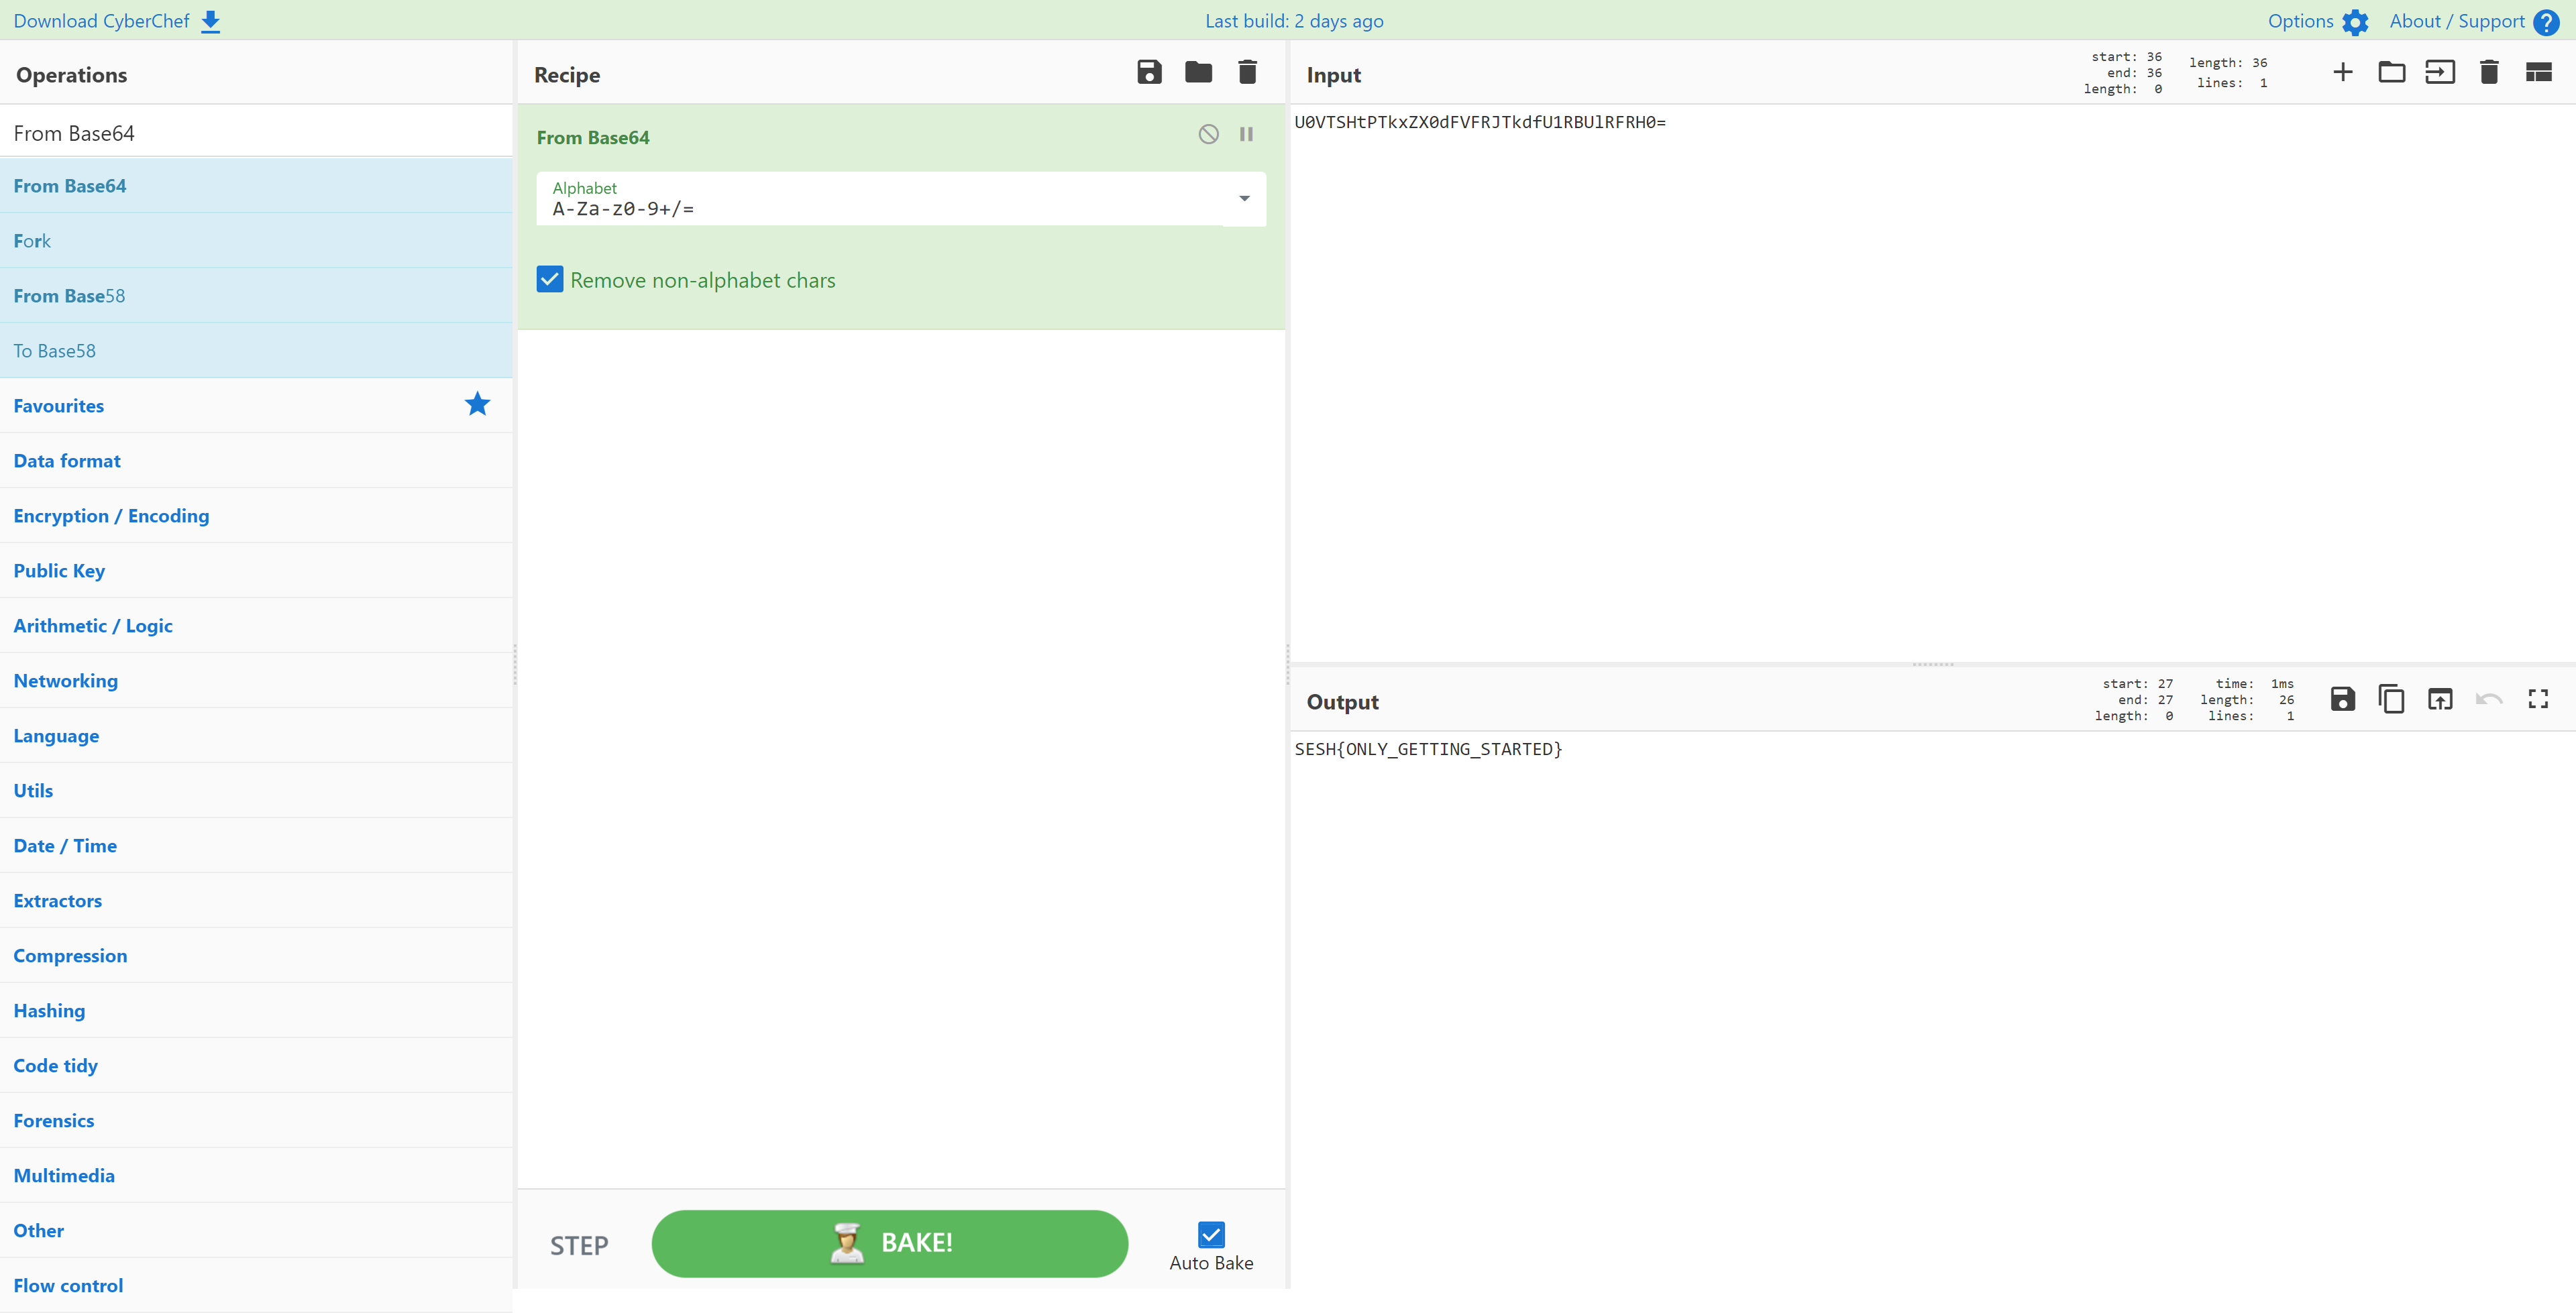 Download CyberChef
Last build: 2 days ago
Options
About / Support
Operations
From Base64
From Base64
Fork
From Base58
To Base58
Favourites
Data format
Encryption / Encoding
Public Key
Arithmetic / Logic
Networking
Language
Utils
Date / Time
Extractors
Compression
Hashing
Code tidy
Forensics
Multimedia
Other
Flow control
Recipe
From Base64
Alphabet
A-Za-z0-9+/=
Remove non-alphabet chars
STEP
BAKE!
Auto Bake
Input
start: 36
end: 36
length: 0
length: 36
lines: 1
U0VTSHtPTkxZX0dFVFRJTkdfU1RBUlRFRH0=
Output
start: 27
end: 27
length: 0
time: 1ms
length: 26
lines: 1
SESH{ONLY_GETTING_STARTED}